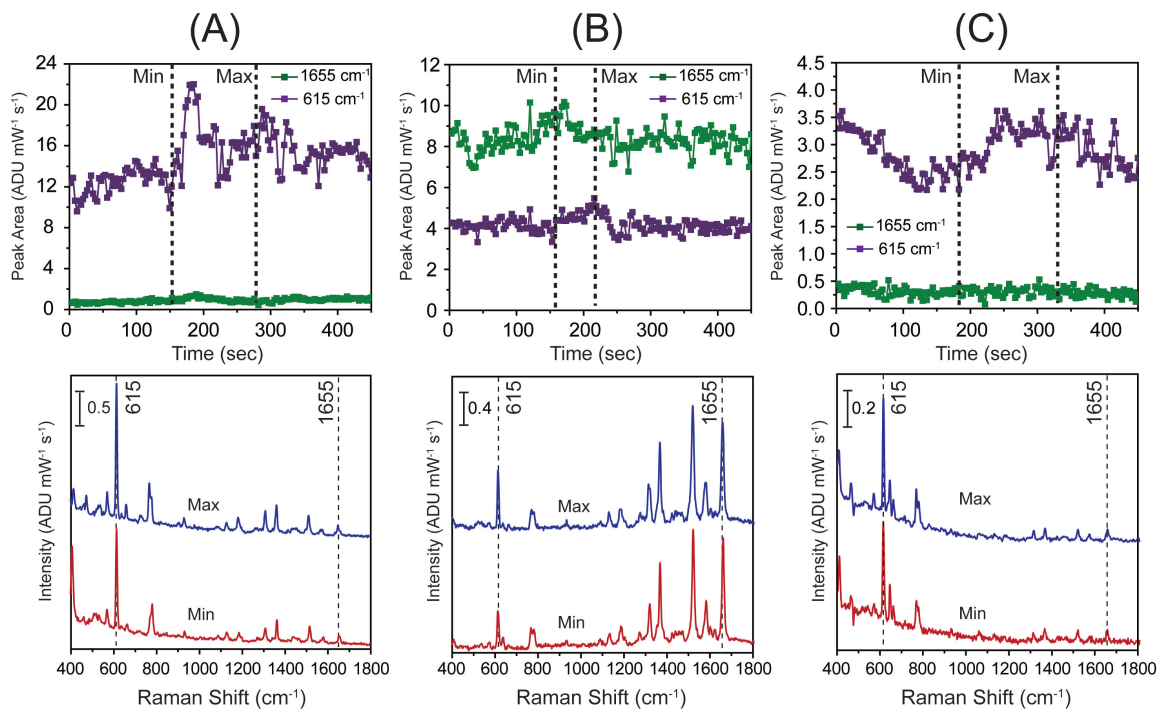 (A)
(B)
(C)
Min Max 1655 cm⁻¹
615 cm⁻¹
24
20
16
12
8
4
0
Peak Area (ADU mW⁻¹ s⁻¹)
0 100 200 300 400
Time (sec)
Min Max 1655 cm⁻¹
615 cm⁻¹
12
10
8
6
4
2
0
Peak Area (ADU mW⁻¹ s⁻¹)
0 100 200 300 400
Time (sec)
Min Max
1655 cm⁻¹
615 cm⁻¹
4.5
4.0
3.5
3.0
2.5
2.0
1.5
1.0
0.5
0.0
Peak Area (ADU mW⁻¹ s⁻¹)
0 100 200 300 400
Time (sec)
0.5
615
1655
Max
Min
Intensity (ADU mW⁻¹ s⁻¹)
400 600 800 1000 1200 1400 1600 1800
Raman Shift (cm⁻¹)
0.4
615
1655
Max
Min
Intensity (ADU mW⁻¹ s⁻¹)
400 600 800 1000 1200 1400 1600 1800
Raman Shift (cm⁻¹)
0.2
615
1655
Max
Min
Intensity (ADU mW⁻¹ s⁻¹)
400 600 800 1000 1200 1400 1600 1800
Raman Shift (cm⁻¹)